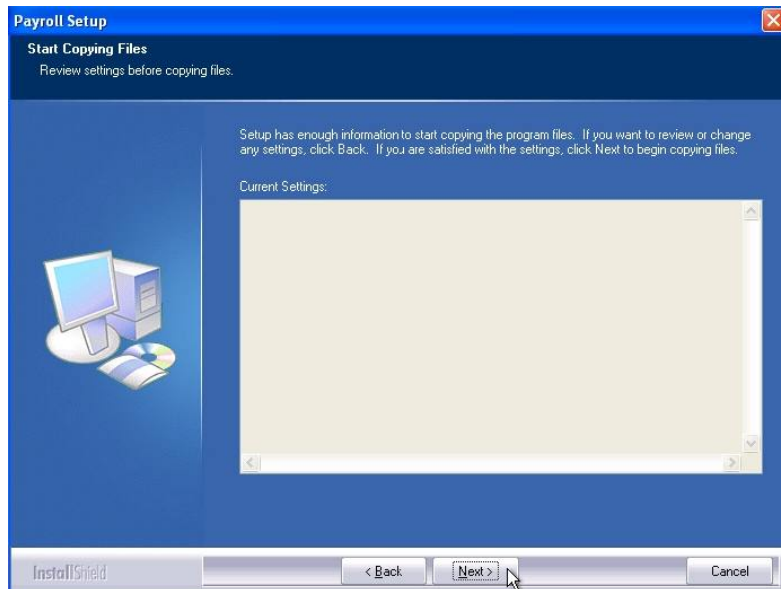 Payroll Setup
Start Copying Files
Review settings before copying files.
Setup has enough information to start copying the program files. If you want to review or change
any settings, click Back. If you are satisfied with the settings, click Next to begin copying files.
Current Settings:
InstallShield
< Back
Next >
Cancel